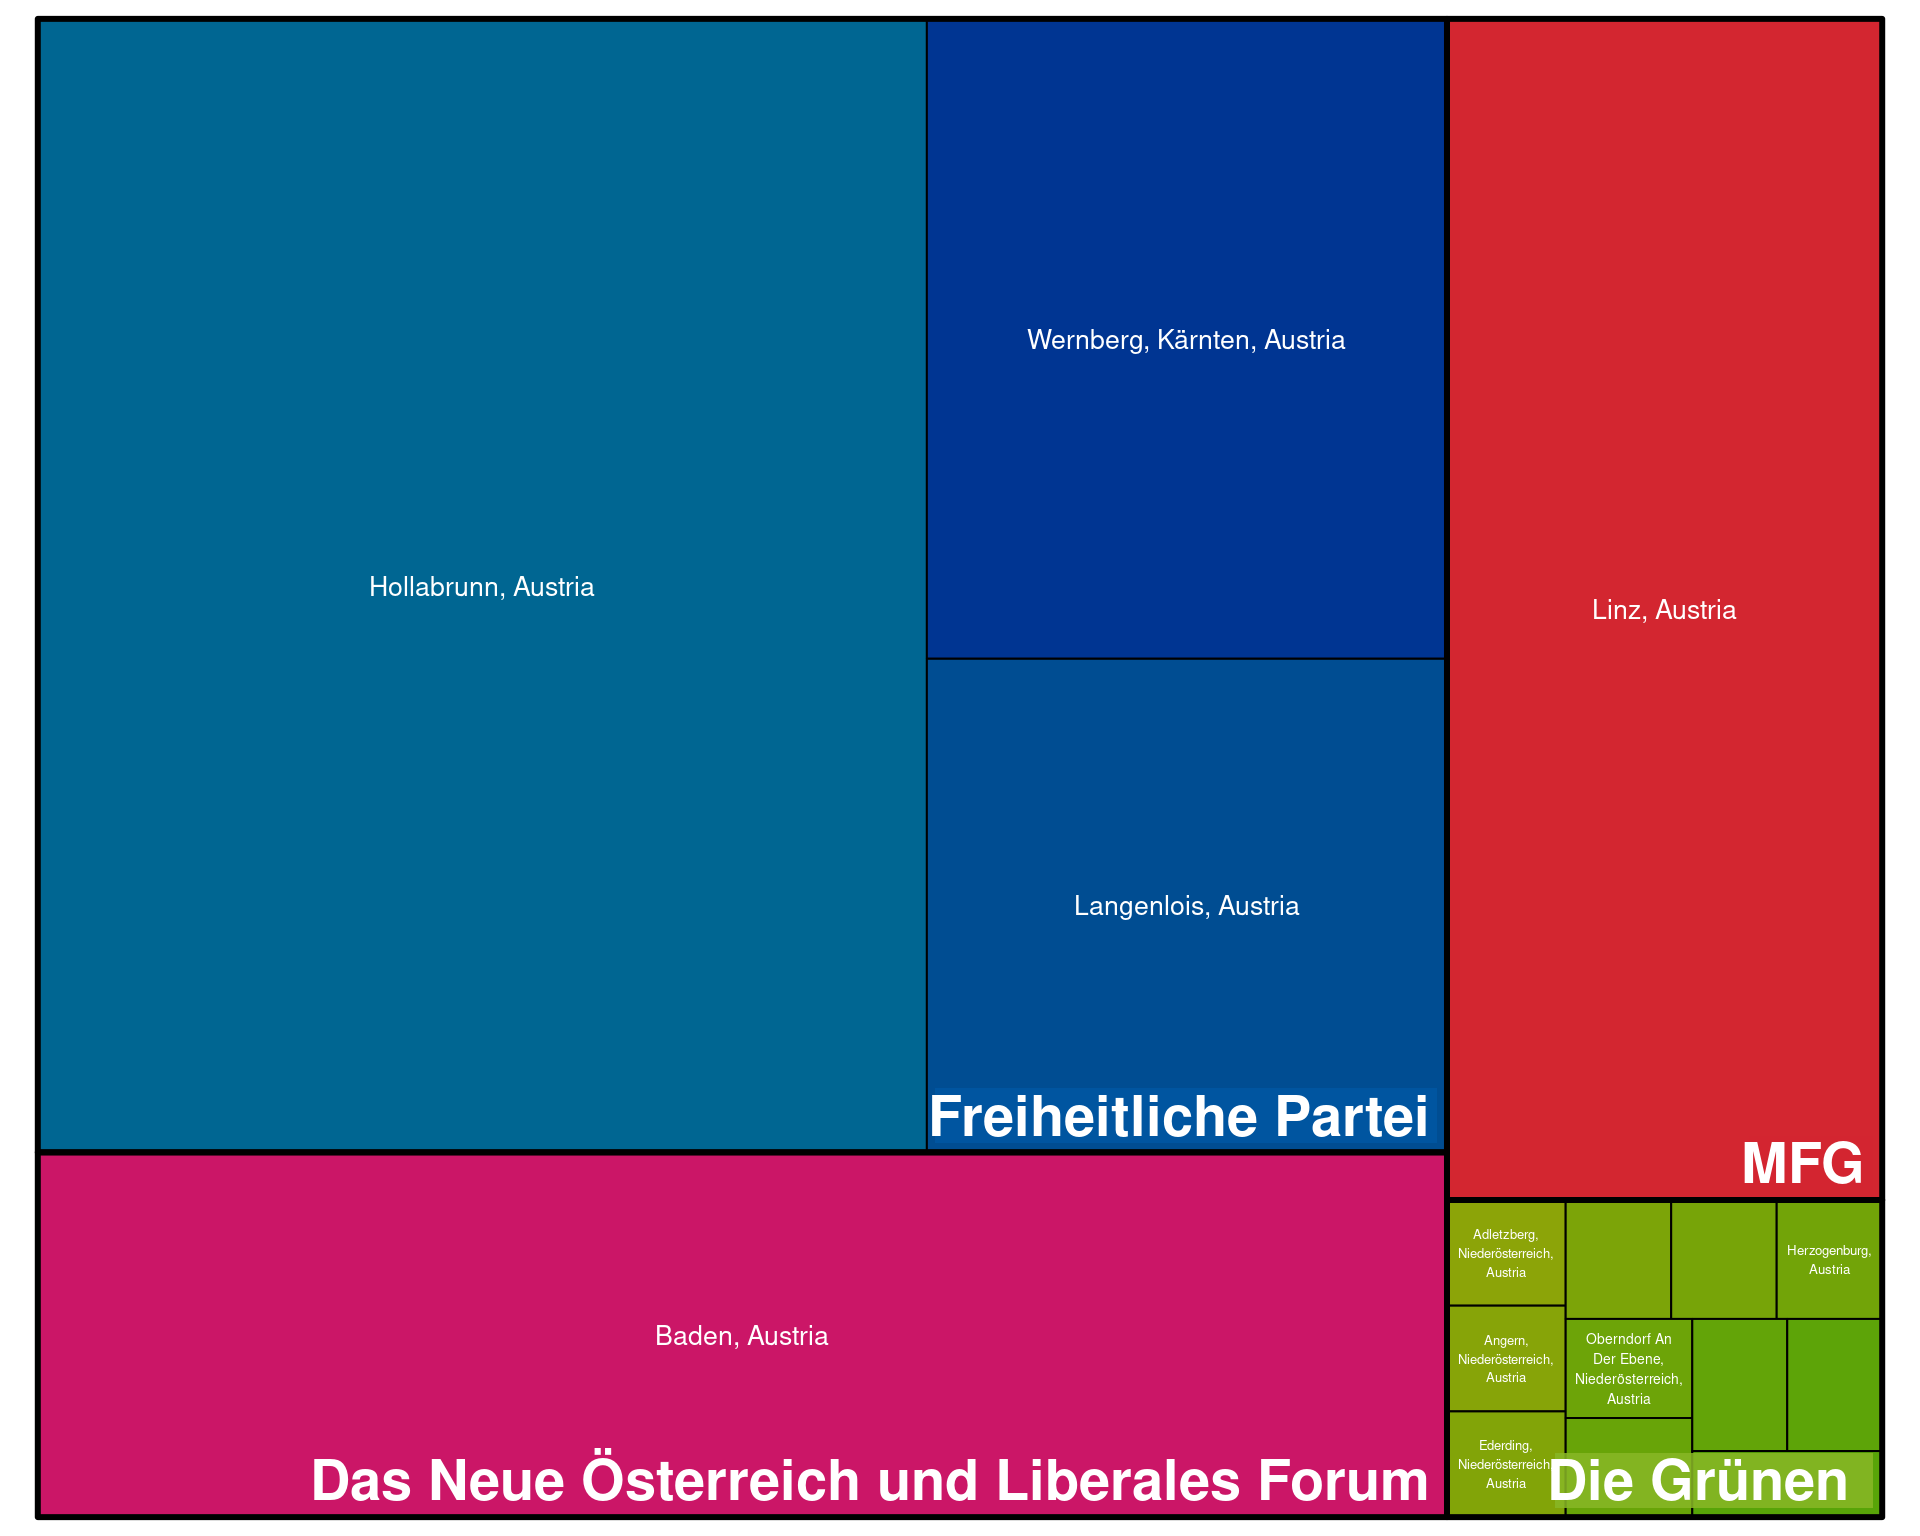 Hollabrunn, Austria
Wernberg, Kärnten, Austria
Langenlois, Austria
Freiheitliche Partei
Baden, Austria
Das Neue Österreich und Liberales Forum
Linz, Austria
MFG
Adletzberg,
Niederösterreich,
Austria
Angern,
Niederösterreich,
Austria
Ederding,
Niederösterreich,
Austria
Herzogenburg,
Austria
Oberndorf An
Der Ebene,
Niederösterreich,
Austria
Die Grünen